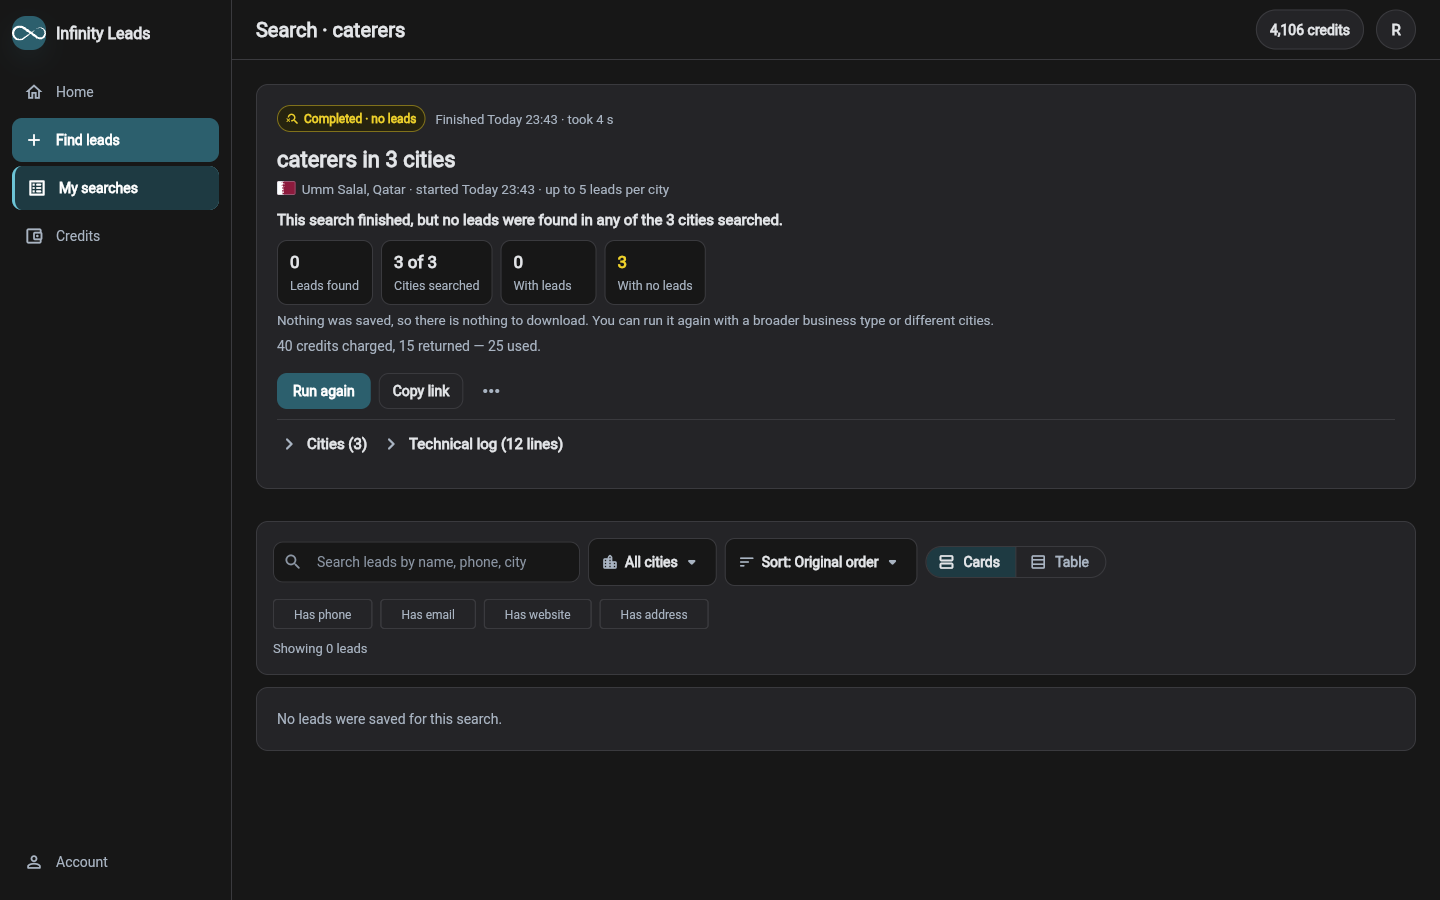 Infinity Leads
Search · caterers
4,106 credits
R
Home
Find leads
My searches
Credits
Account
Completed · no leads
Finished Today 23:43 · took 4 s
caterers in 3 cities
Umm Salal, Qatar · started Today 23:43 · up to 5 leads per city
This search finished, but no leads were found in any of the 3 cities searched.
0
Leads found
3 of 3
Cities searched
0
With leads
3
With no leads
Nothing was saved, so there is nothing to download. You can run it again with a broader business type or different cities.
40 credits charged, 15 returned — 25 used.
Run again
Copy link
Cities (3)
Technical log (12 lines)
Search leads by name, phone, city
All cities
Sort: Original order
Cards
Table
Has phone
Has email
Has website
Has address
Showing 0 leads
No leads were saved for this search.